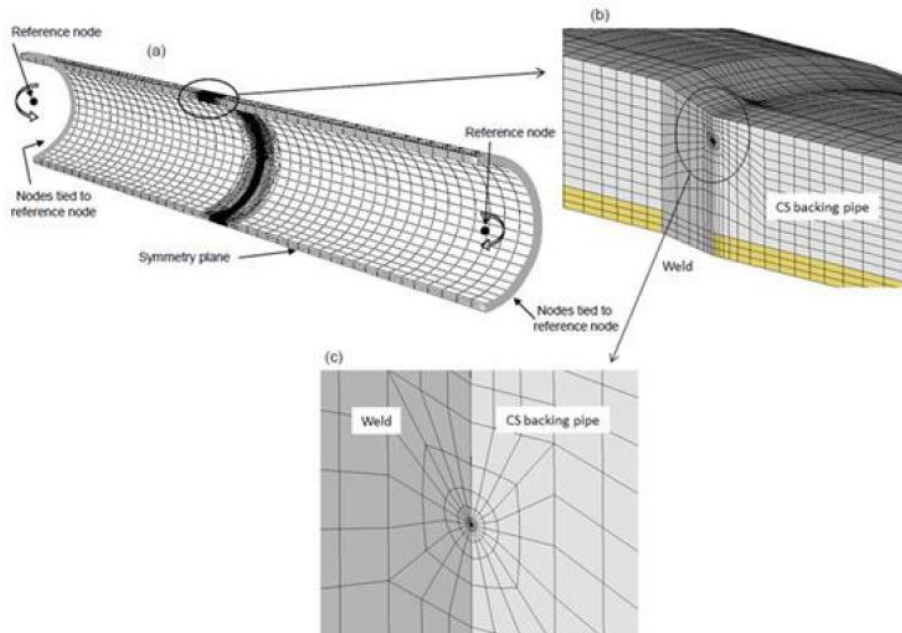 Reference node
(a)
Reference node
Nodes tied to
reference node
Symmetry plane
Nodes tied to
reference node
(b)
CS backing pipe
Weld
(c)
Weld
CS backing pipe